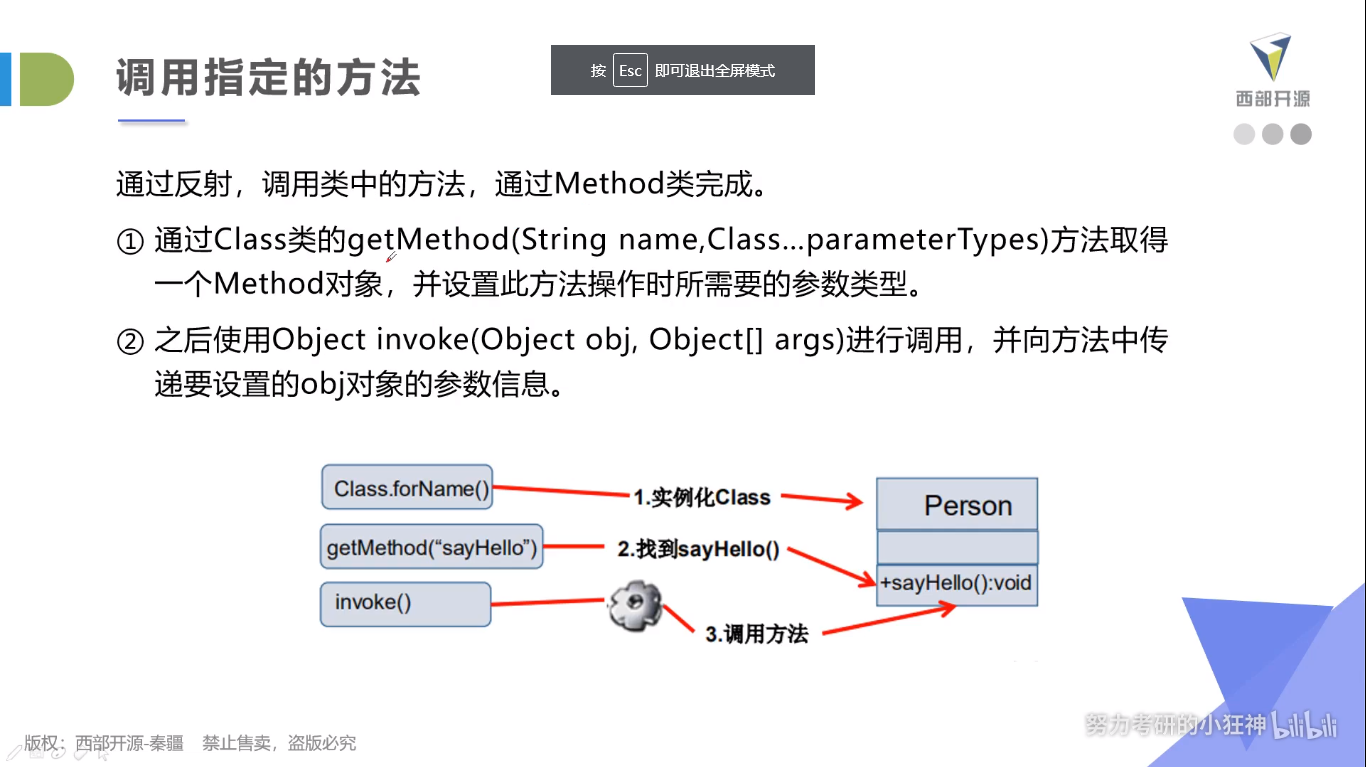 调用指定的方法
按 Esc 即可退出全屏模式
西部开源
通过反射，调用类中的方法，通过Method类完成。
① 通过Class类的getMethod(String name,Class…parameterTypes)方法取得
一个Method对象，并设置此方法操作时所需要的参数类型。
② 之后使用Object invoke(Object obj, Object[] args)进行调用，并向方法中传
递要设置的obj对象的参数信息。
Class.forName()
1.实例化Class
Person
getMethod(“sayHello”)
2.找到sayHello()
+sayHello():void
invoke()
3.调用方法
版权：西部开源-秦疆 禁止售卖，盗版必究
努力考研的小狂神 bilibili